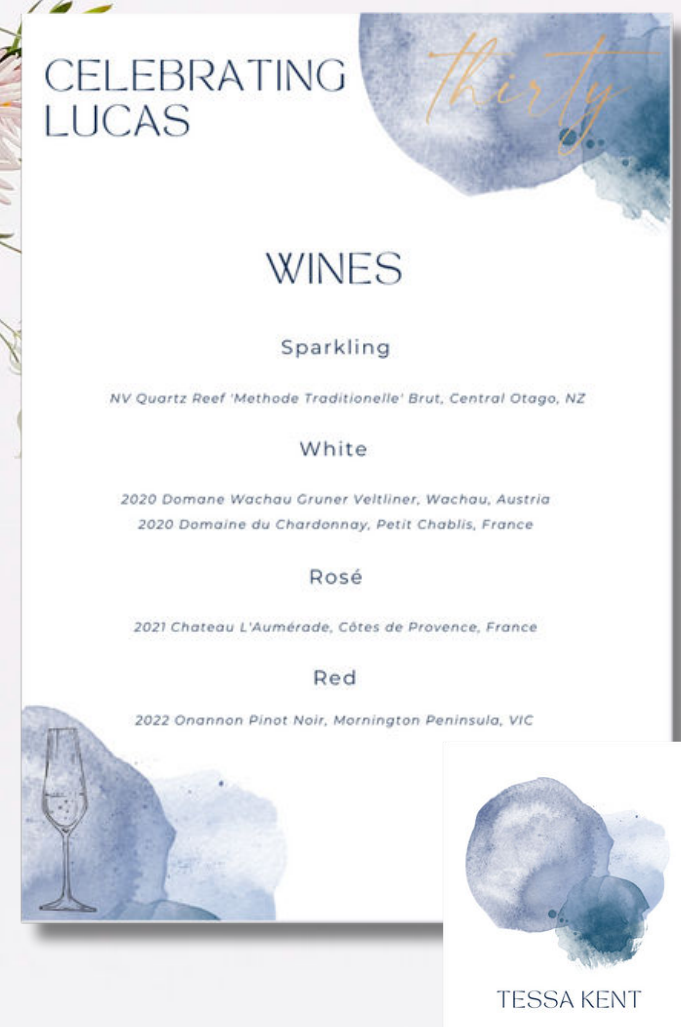 CELEBRATING
LUCAS
thirty
WINES
Sparkling
NV Quartz Reef 'Methode Traditionelle' Brut, Central Otago, NZ
White
2020 Domane Wachau Gruner Veltliner, Wachau, Austria
2020 Domaine du Chardonnay, Petit Chablis, France
Rosé
2021 Chateau L'Aumérade, Côtes de Provence, France
Red
2022 Onannon Pinot Noir, Mornington Peninsula, VIC
TESSA KENT